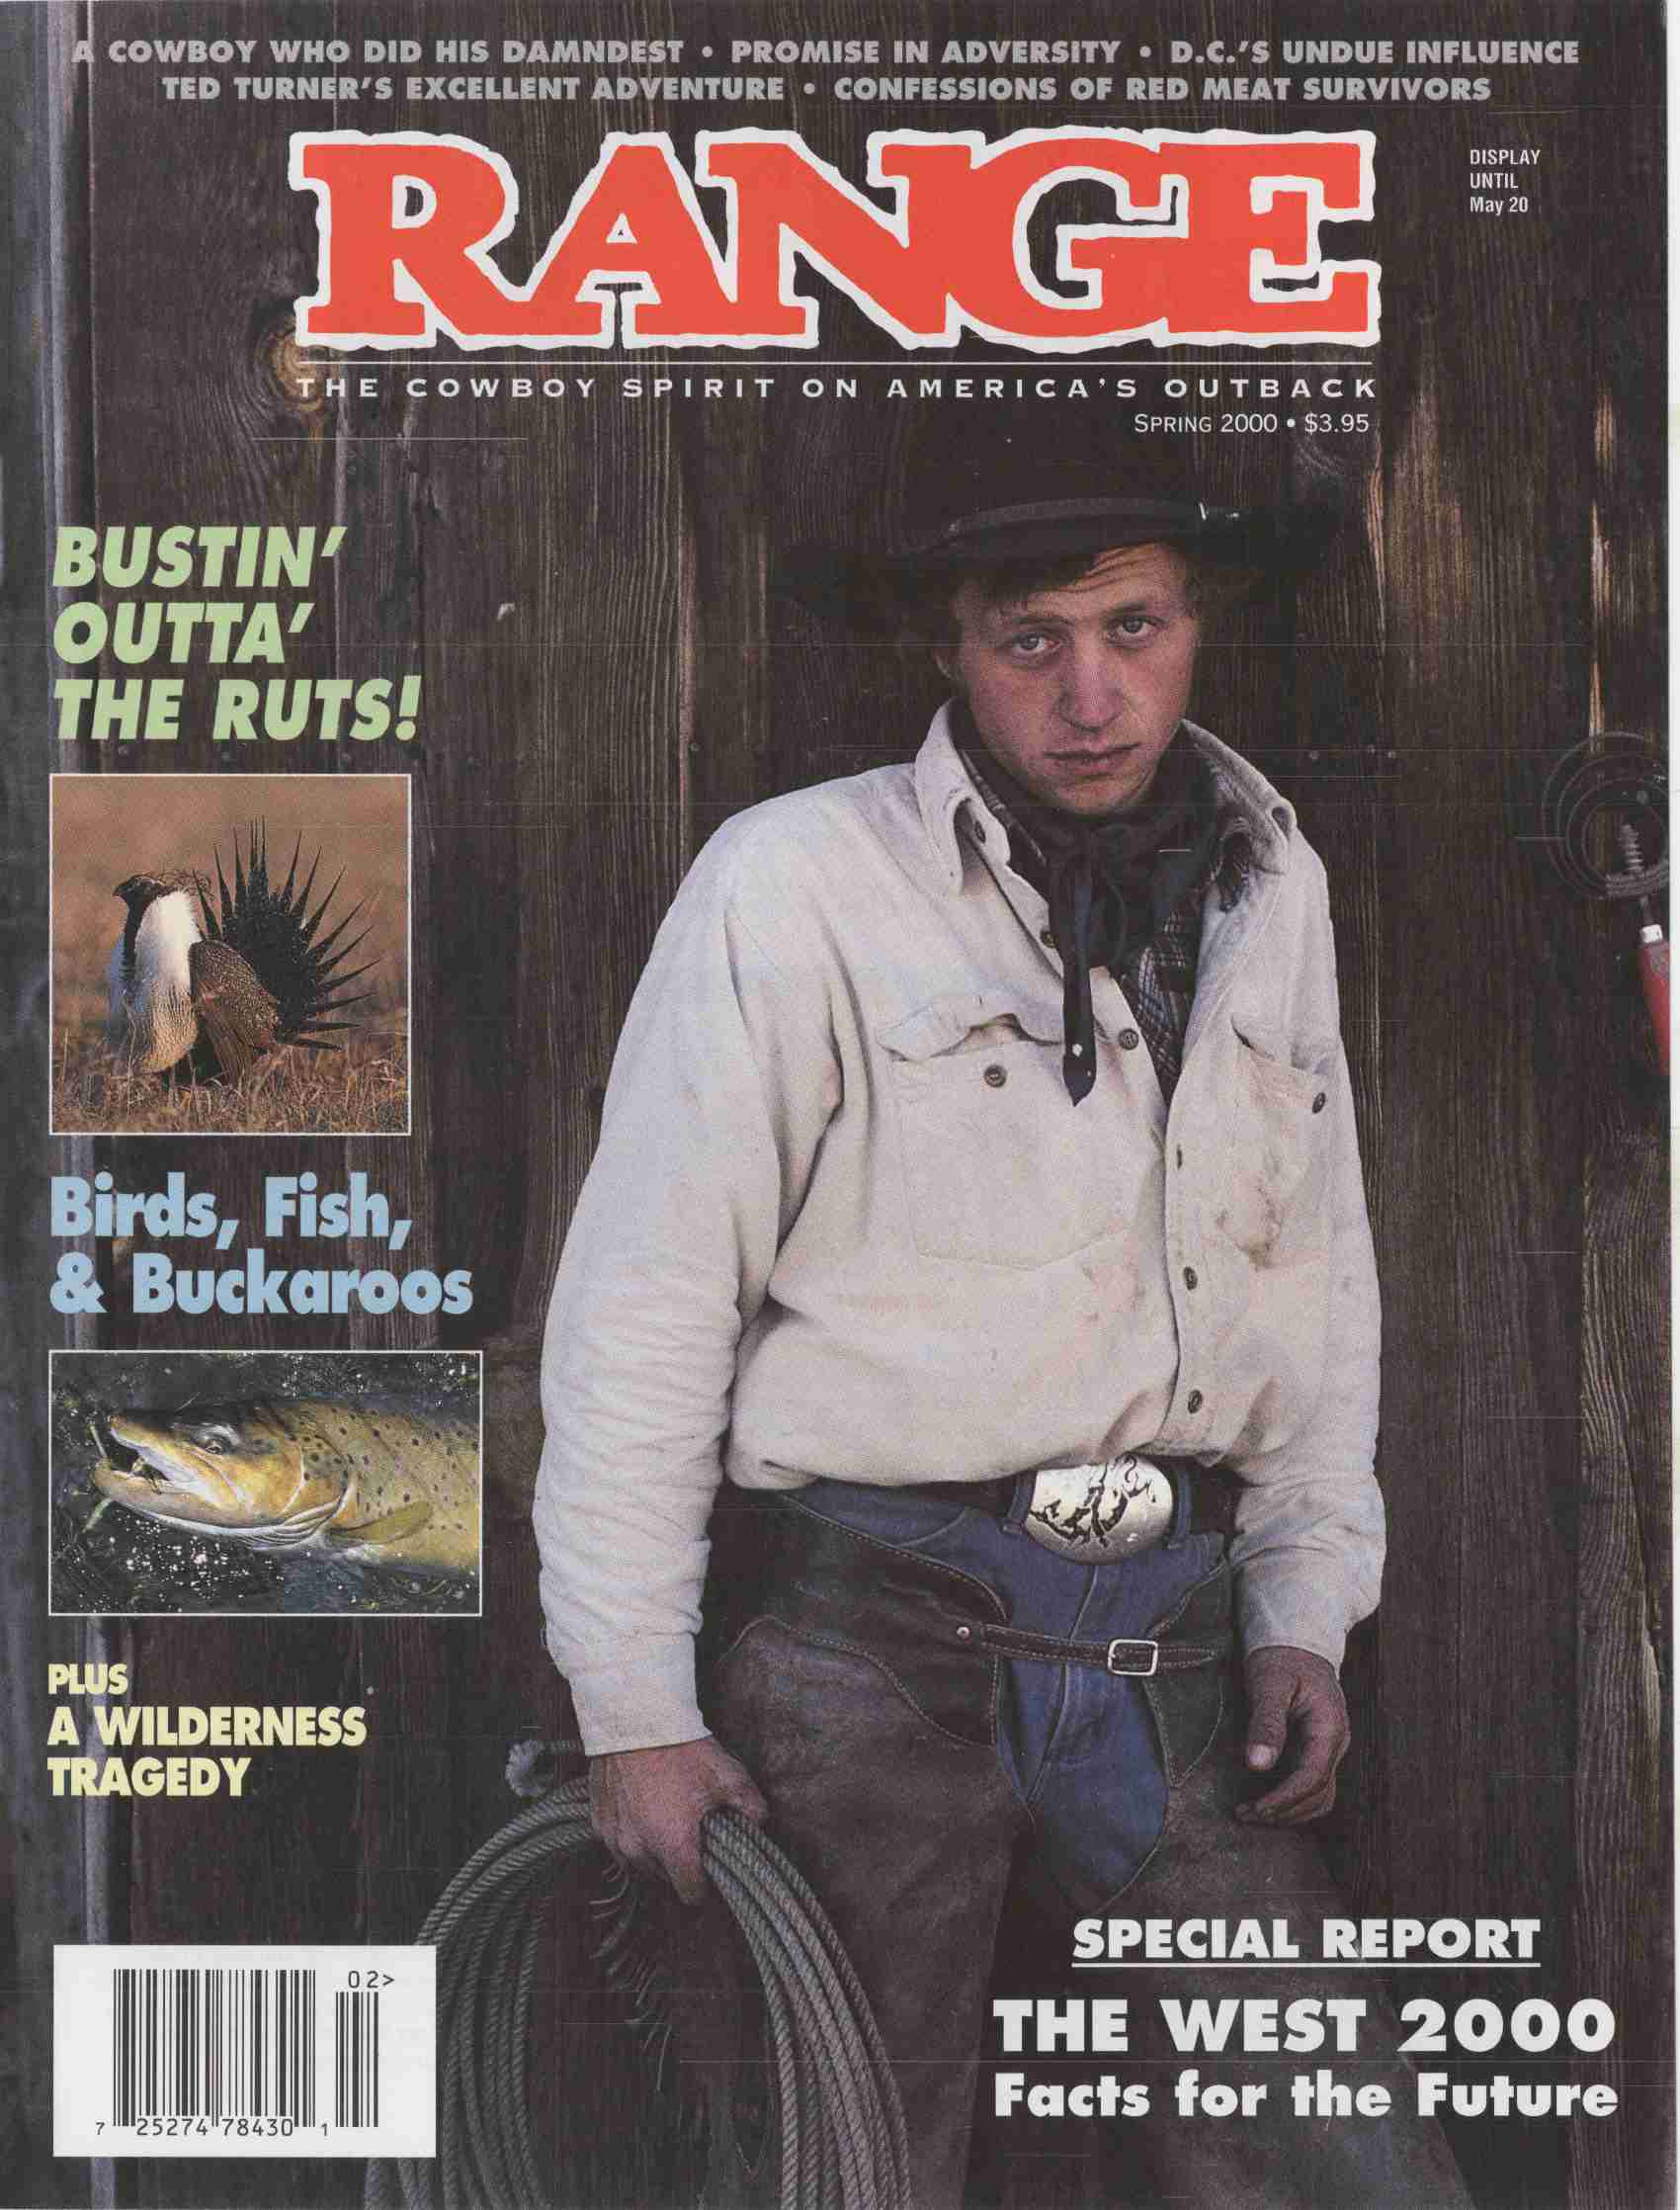 A COWBOY WHO DID HIS DAMNDEST • PROMISE IN ADVERSITY • D.C.'S UNDUE INFLUENCE
TED TURNER'S EXCELLENT ADVENTURE • CONFESSIONS OF RED MEAT SURVIVORS
RANGE
DISPLAY
UNTIL
May 20
THE COWBOY SPIRIT ON AMERICA'S OUTBACK
SPRING 2000 • $3.95
BUSTIN'
OUTTA'
THE RUTS!
Birds, Fish,
& Buckaroos
PLUS
A WILDERNESS
TRAGEDY
SPECIAL REPORT
THE WEST 2000
Facts for the Future
02>
7 25274 78430 1